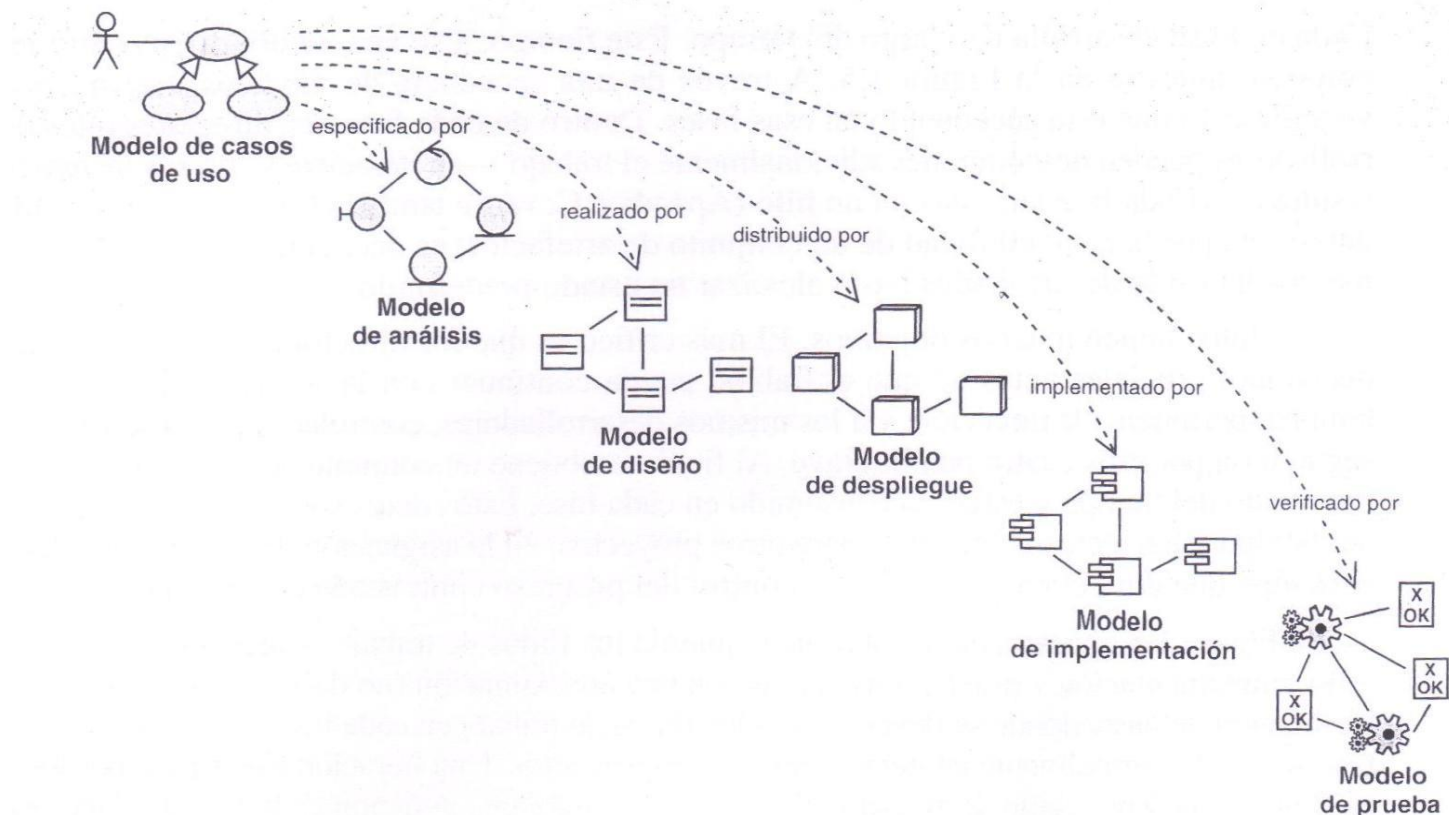 especificado por
Modelo de casos
de uso
realizado por
distribuido por
Modelo
de análisis
implementado por
Modelo
de diseño
Modelo
de despliegue
verificado por
X
OK
Modelo
de implementación
X
OK
X
OK
Modelo
de prueba